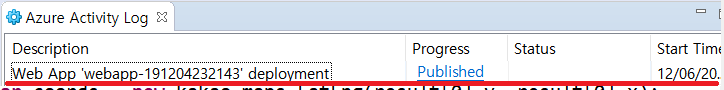 Azure Activity Log
Description Progress Status Start Time
Web App 'webapp-191204232143' deployment Published 12/06/20..